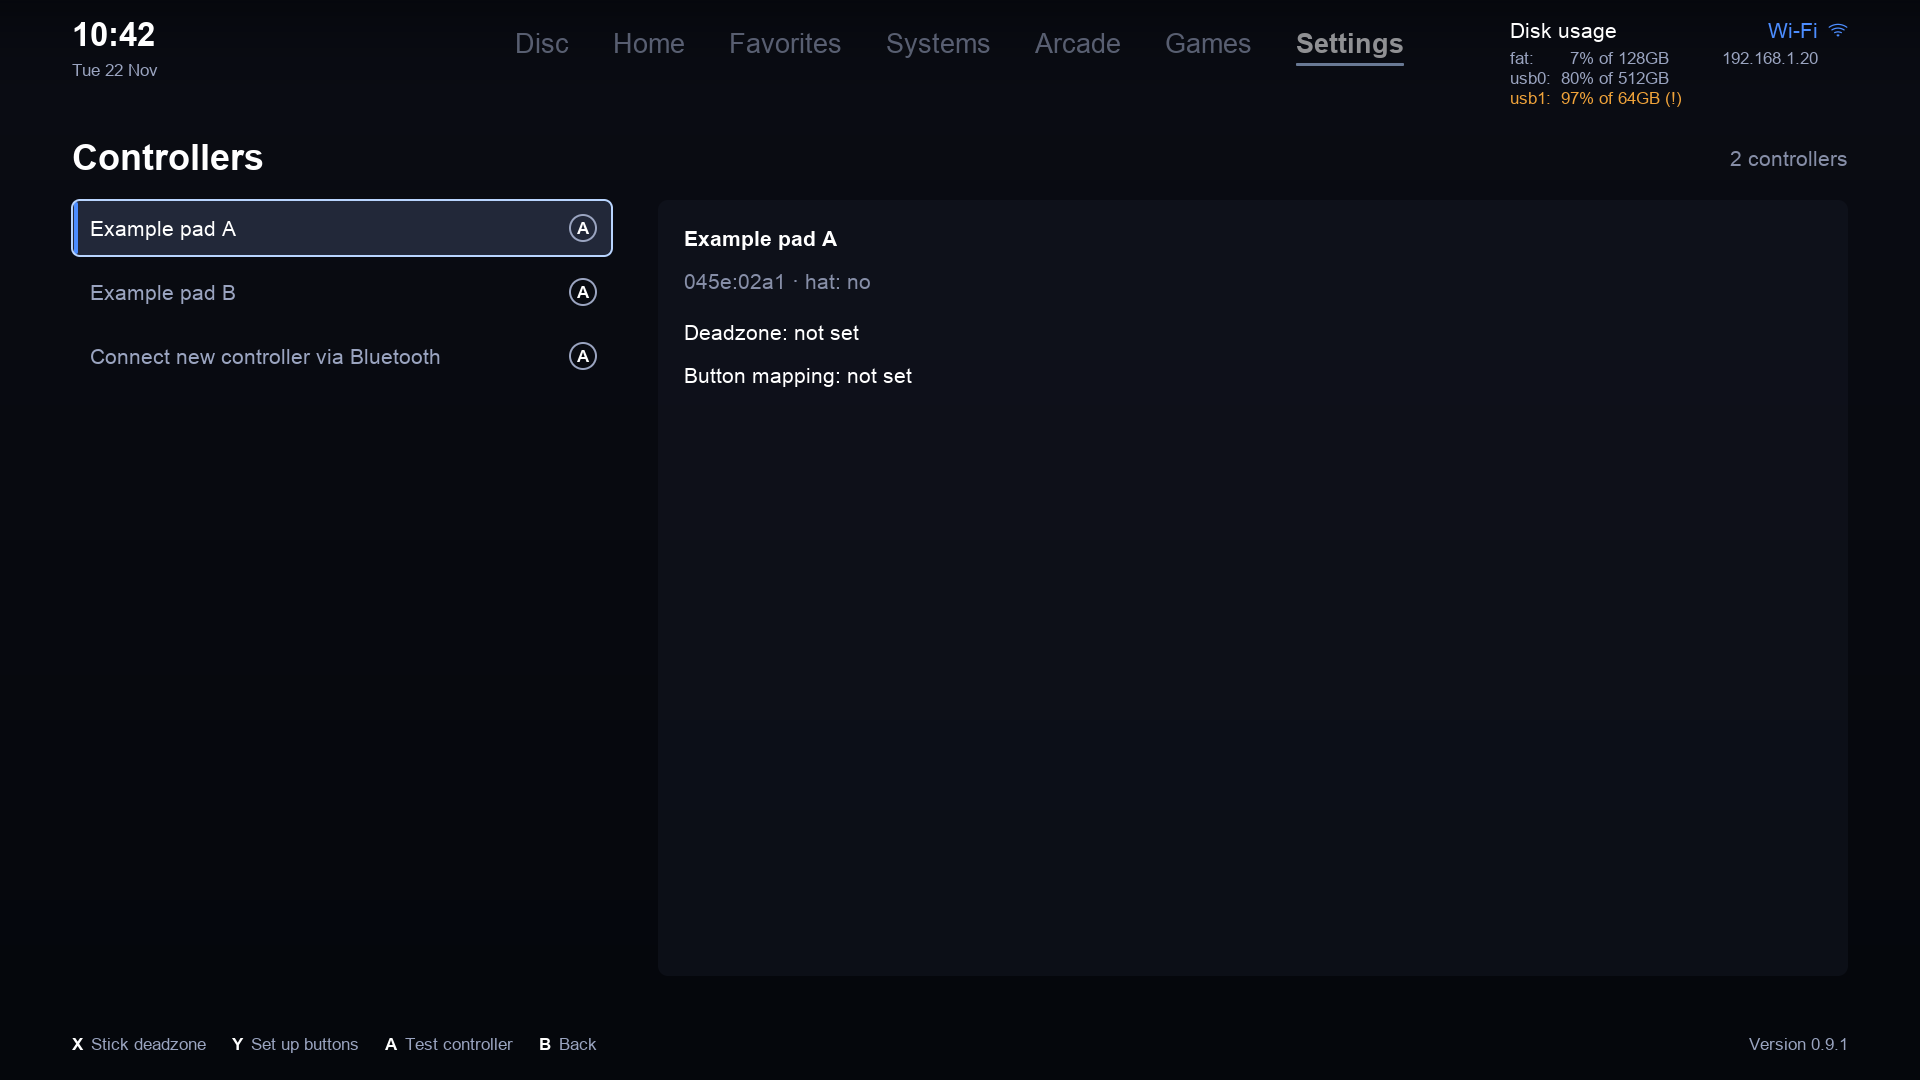 10:42
Tue 22 Nov
Disc Home Favorites Systems Arcade Games Settings
Disk usage
fat: 7% of 128GB
usb0: 80% of 512GB
usb1: 97% of 64GB (!)
Wi-Fi
192.168.1.20
Controllers
2 controllers
Example pad A A
Example pad B A
Connect new controller via Bluetooth A
Example pad A
045e:02a1 · hat: no
Deadzone: not set
Button mapping: not set
X Stick deadzone Y Set up buttons A Test controller B Back
Version 0.9.1